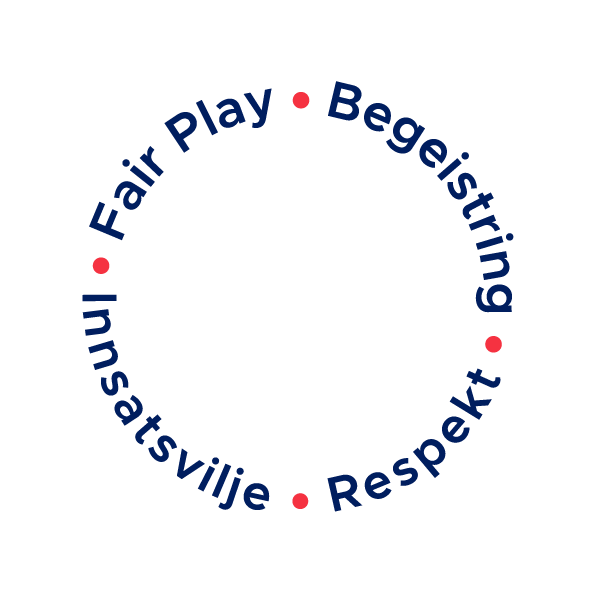 Fair Play • Begeistring • Respekt • Innsatsvilje •